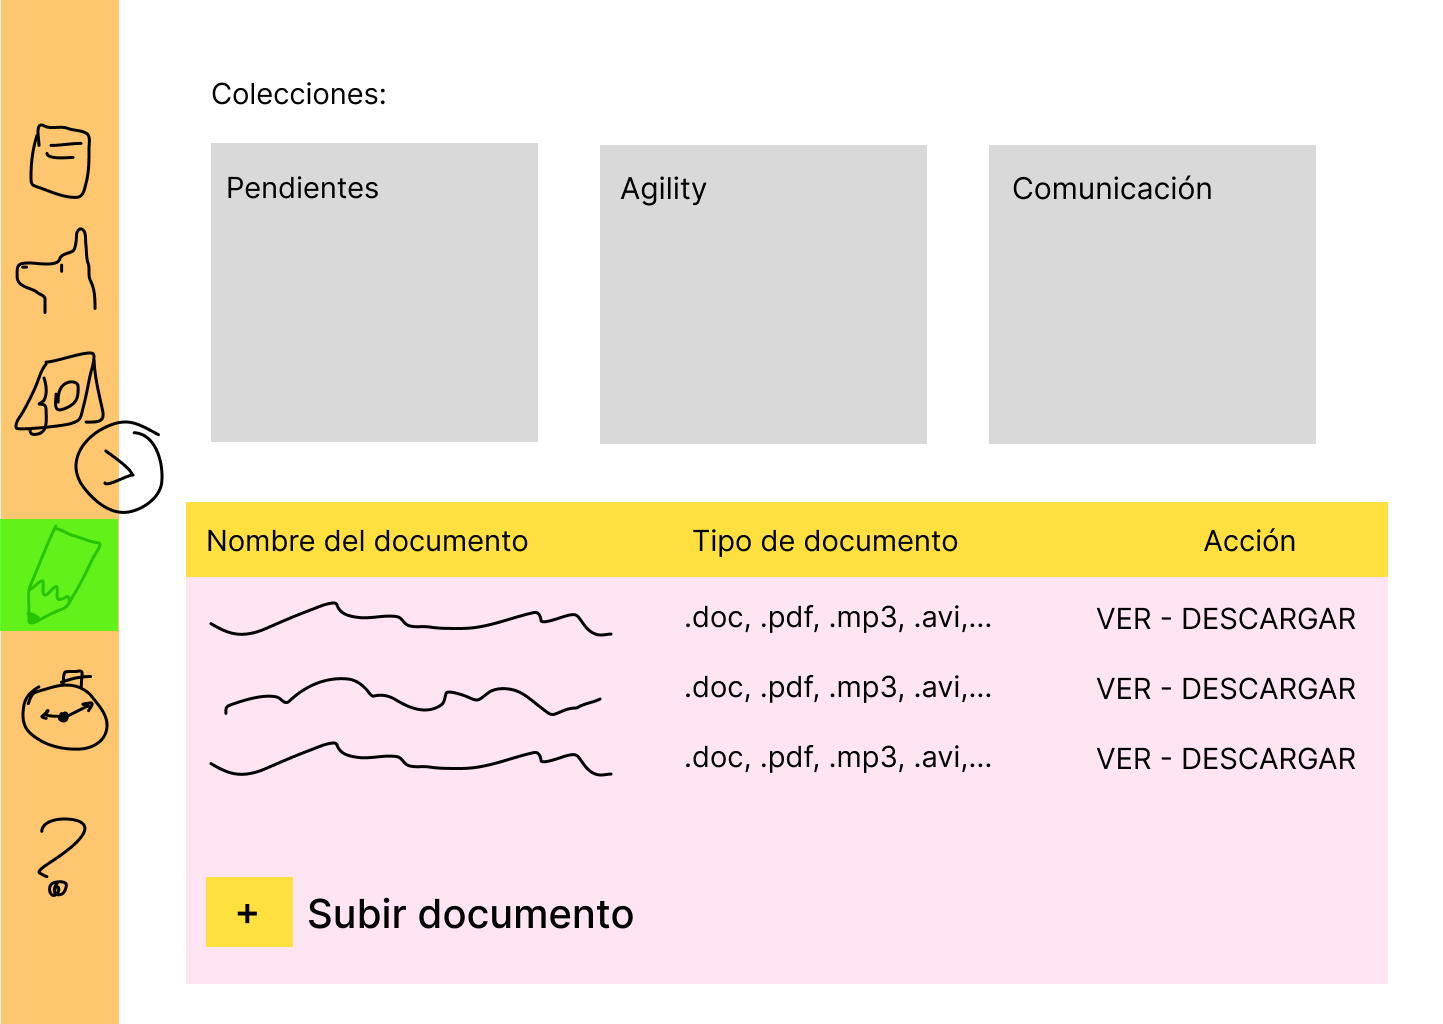 Colecciones:
Pendientes
Agility
Comunicación
Nombre del documento
Tipo de documento
Acción
.doc, .pdf, .mp3, .avi,...
VER - DESCARGAR
.doc, .pdf, .mp3, .avi,...
VER - DESCARGAR
.doc, .pdf, .mp3, .avi,...
VER - DESCARGAR
+ Subir documento
>
30
?